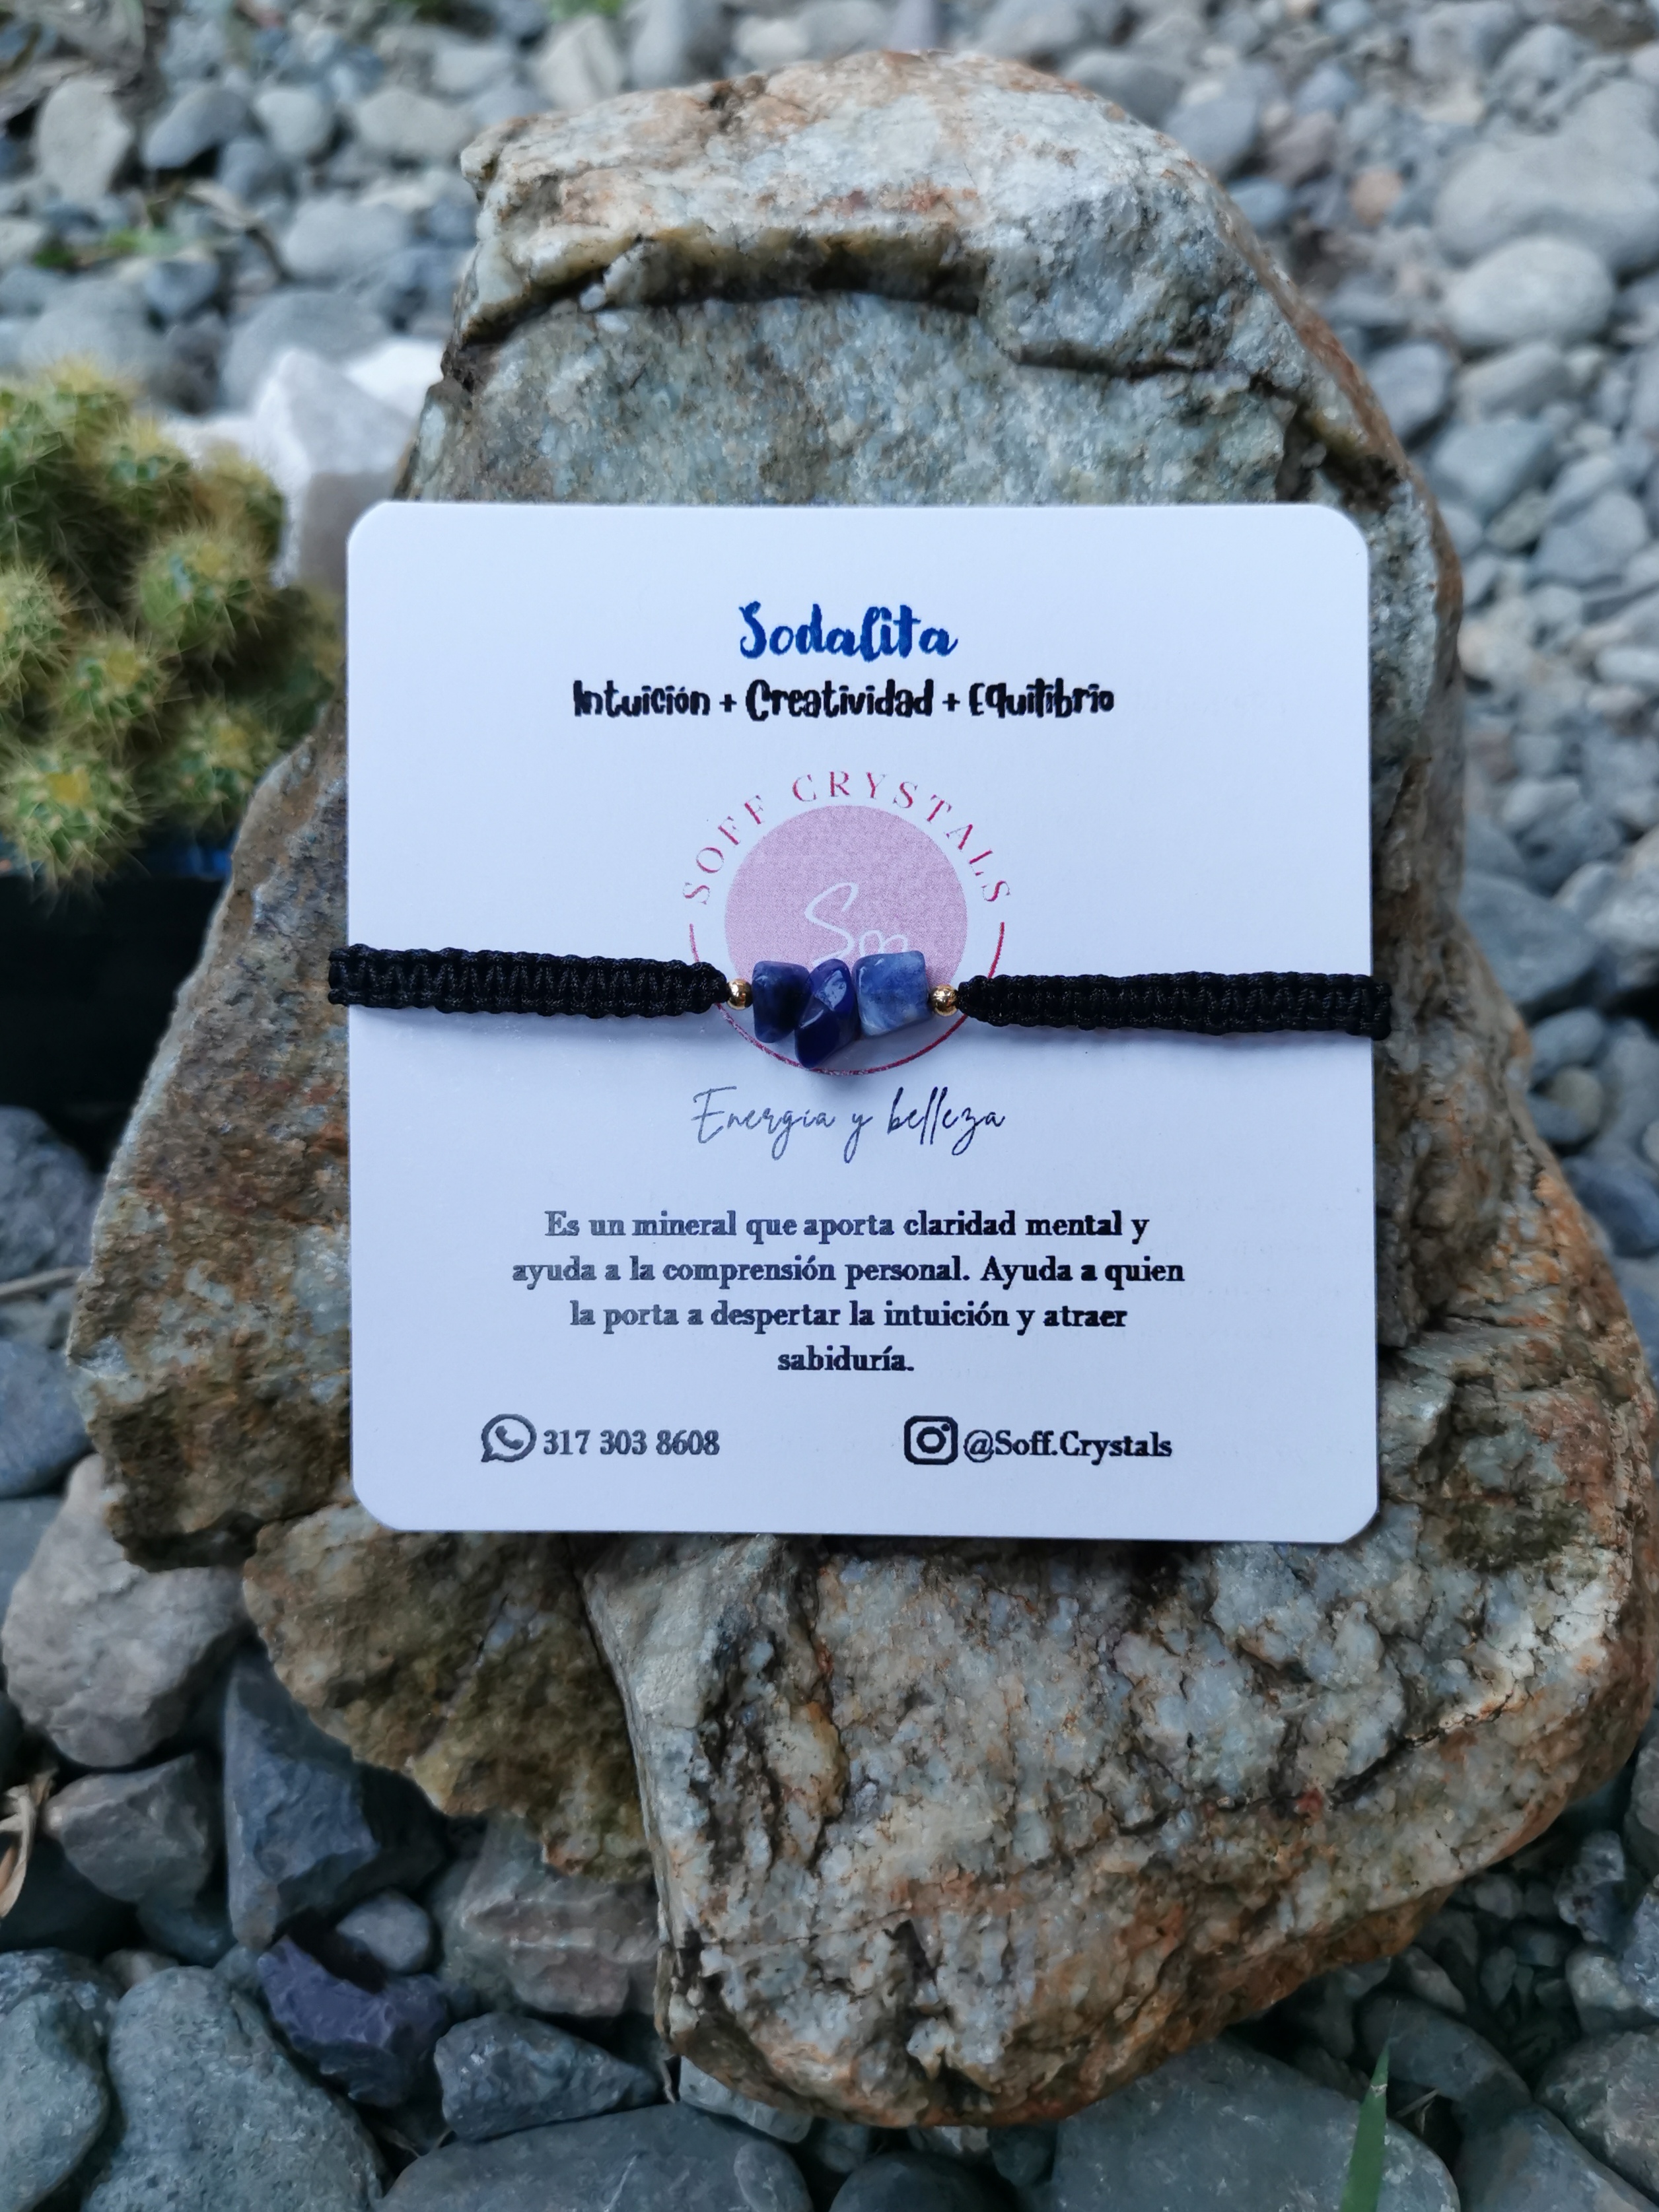 Sodalita
Intuición + Creatividad + Equilibrio
SOFF CRYSTALS
Energía y belleza
Es un mineral que aporta claridad mental y
ayuda a la comprensión personal. Ayuda a quien
la porta a despertar la intuición y atraer
sabiduría.
317 303 8608
@Soff.Crystals